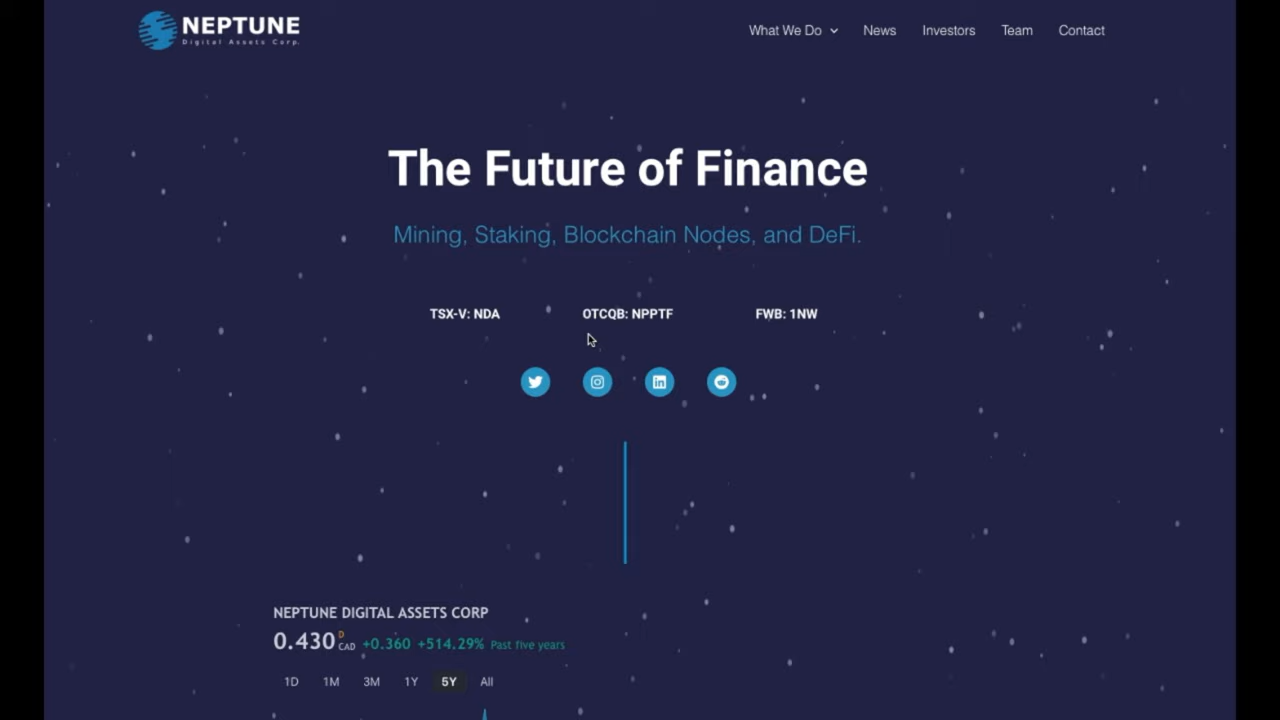 NEPTUNE
Digital Assets Corp.
What We Do
News
Investors
Team
Contact
The Future of Finance
Mining, Staking, Blockchain Nodes, and DeFi.
TSX-V: NDA
OTCQB: NPPTF
FWB: 1NW
NEPTUNE DIGITAL ASSETS CORP
0.430 D CAD +0.360 +514.29% Past five years
1D 1M 3M 1Y 5Y All